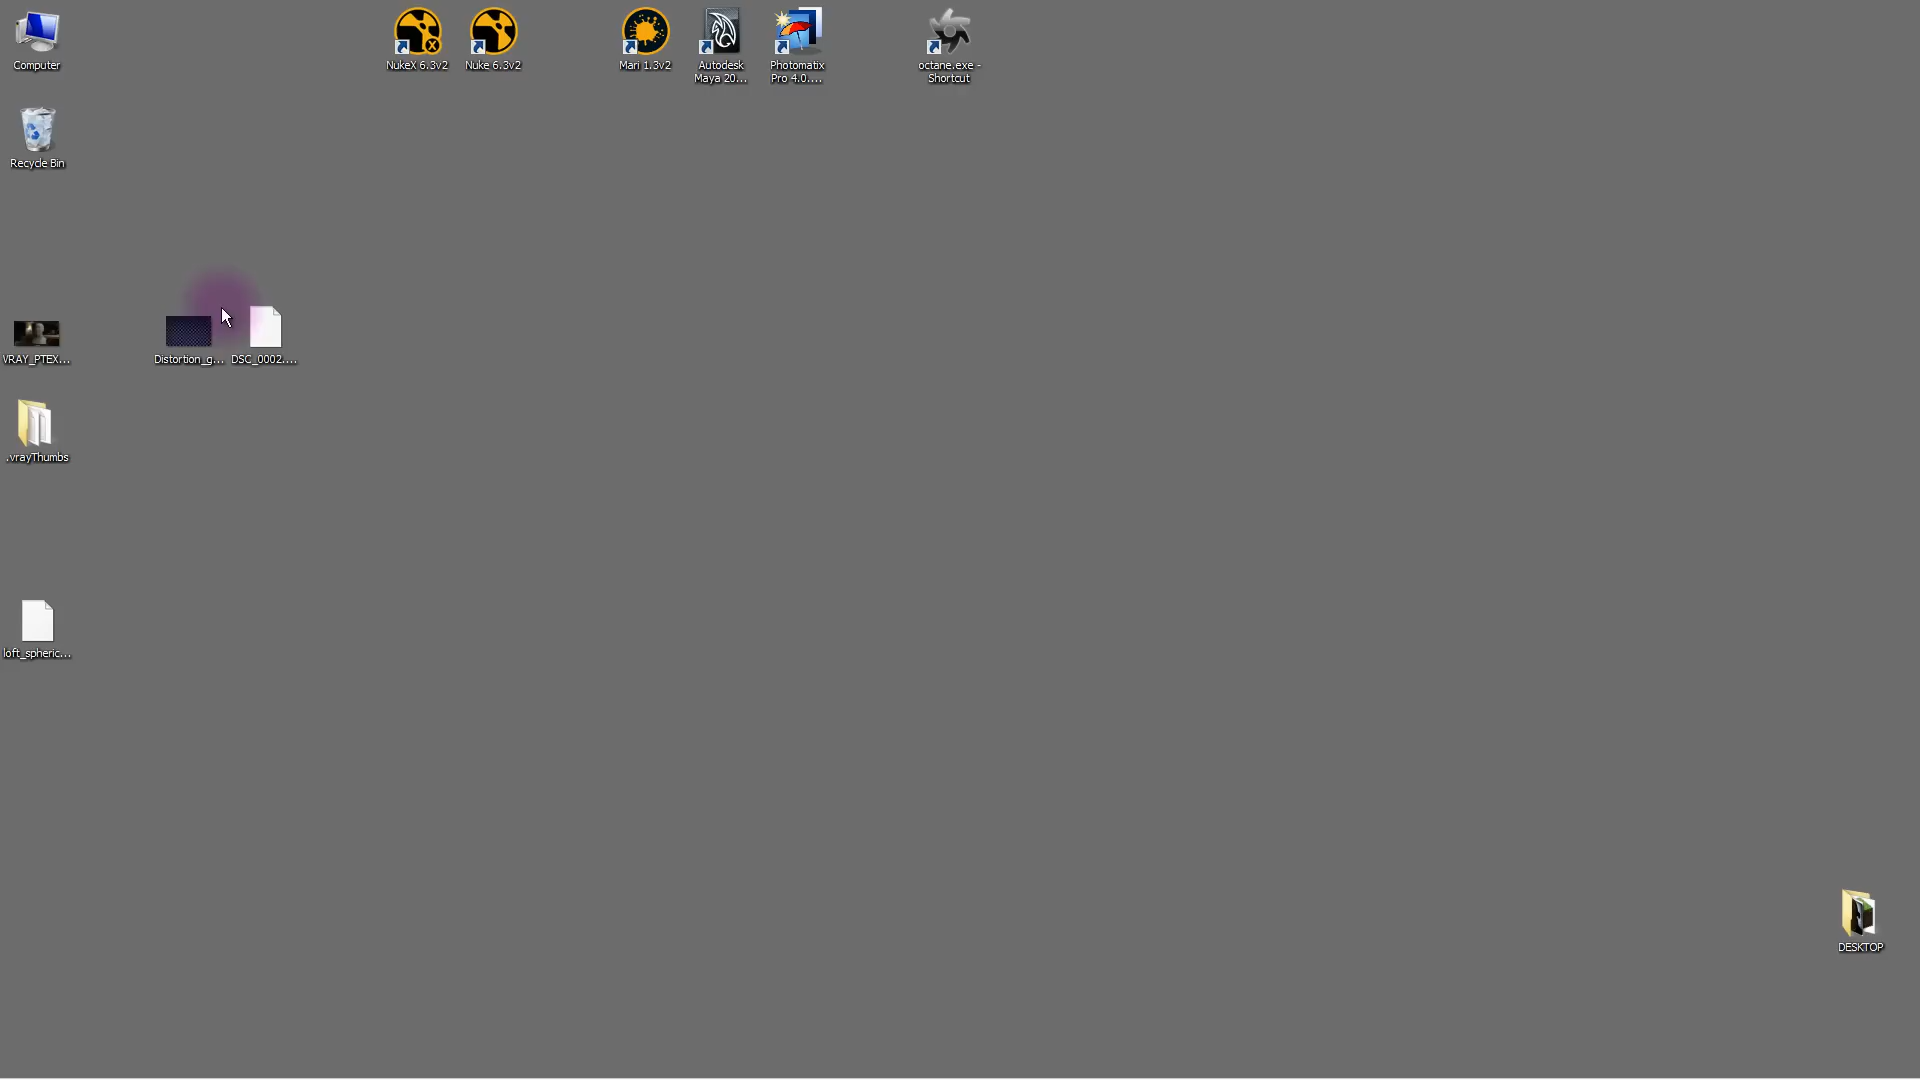 Computer
NukeX 6.3v2
Nuke 6.3v2
Mari 1.3v2
Autodesk
Maya 20...
Photomatix
Pro 4.0....
octane.exe -
Shortcut
Recycle Bin
VRAY_PTEX...
Distortion_g...
DSC_0002....
.vrayThumbs
loft_spheric...
DESKTOP